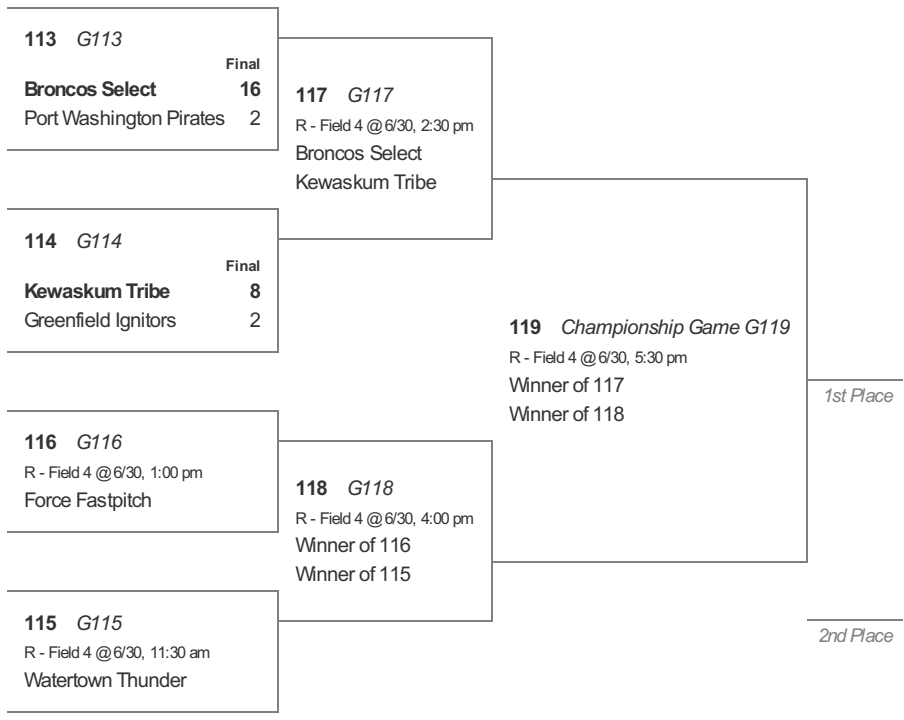 113 G113
Final
Broncos Select 16
Port Washington Pirates 2
117 G117
R - Field 4 @ 6/30, 2:30 pm
Broncos Select
Kewaskum Tribe
114 G114
Final
Kewaskum Tribe 8
Greenfield Ignitors 2
119 Championship Game G119
R - Field 4 @ 6/30, 5:30 pm
Winner of 117
Winner of 118
1st Place
116 G116
R - Field 4 @ 6/30, 1:00 pm
Force Fastpitch
118 G118
R - Field 4 @ 6/30, 4:00 pm
Winner of 116
Winner of 115
115 G115
R - Field 4 @ 6/30, 11:30 am
Watertown Thunder
2nd Place